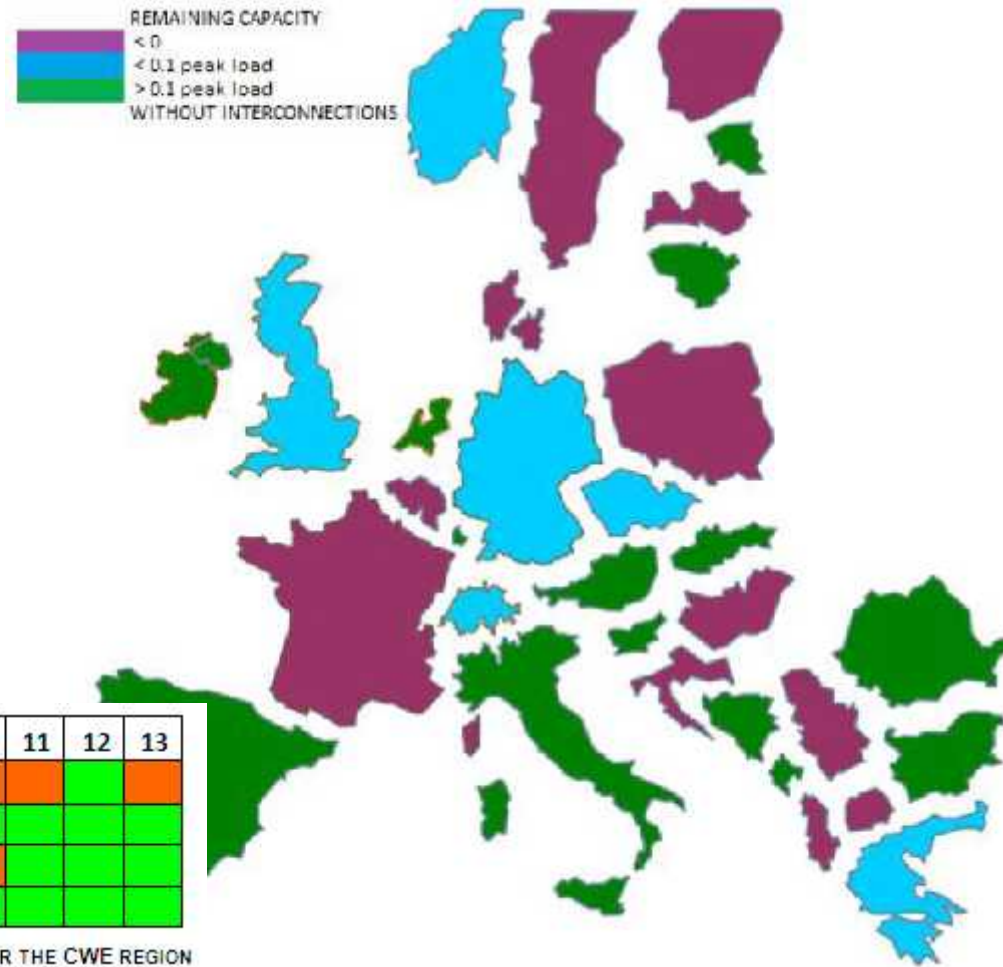 REMAINING CAPACITY
< 0
< 0.1 peak load
> 0.1 peak load
WITHOUT INTERCONNECTIONS
11 12 13
R THE CWE REGION